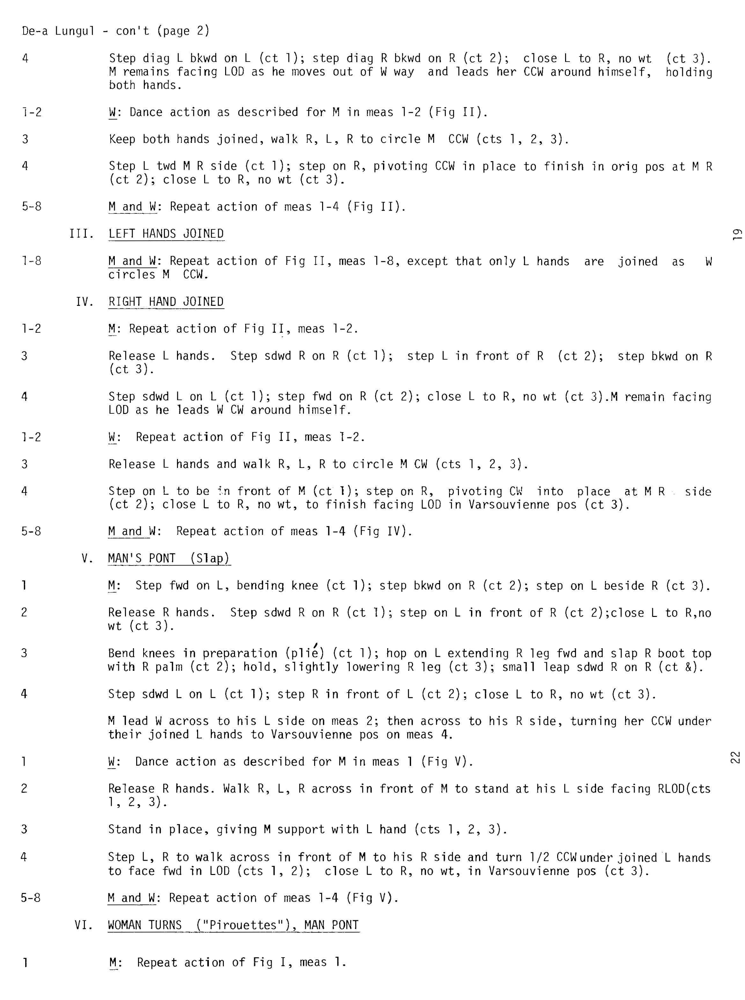 De-a Lungul - con't (page 2)
4 Step diag L bkwd on L (ct 1); step diag R bkwd on R (ct 2); close L to R, no wt (ct 3).
M remains facing LOD as he moves out of W way and leads her CCW around himself, holding
both hands.
1-2 W: Dance action as described for M in meas 1-2 (Fig II).
3 Keep both hands joined, walk R, L, R to circle M CCW (cts 1, 2, 3).
4 Step L twd M R side (ct 1); step on R, pivoting CCW in place to finish in orig pos at M R
(ct 2); close L to R, no wt (ct 3).
5-8 M and W: Repeat action of meas 1-4 (Fig II).
III. LEFT HANDS JOINED
19
1-8 M and W: Repeat action of Fig II, meas 1-8, except that only L hands are joined as W
circles M CCW.
IV. RIGHT HAND JOINED
1-2 M: Repeat action of Fig II, meas 1-2.
3 Release L hands. Step sdwd R on R (ct 1); step L in front of R (ct 2); step bkwd on R
(ct 3).
4 Step sdwd L on L (ct 1); step fwd on R (ct 2); close L to R, no wt (ct 3).M remain facing
LOD as he leads W CW around himself.
1-2 W: Repeat action of Fig II, meas 1-2.
3 Release L hands and walk R, L, R to circle M CW (cts 1, 2, 3).
4 Step on L to be in front of M (ct 1); step on R, pivoting CW into place at M R side
(ct 2); close L to R, no wt, to finish facing LOD in Varsouvienne pos (ct 3).
5-8 M and W: Repeat action of meas 1-4 (Fig IV).
V. MAN'S PONT (Slap)
1 M: Step fwd on L, bending knee (ct 1); step bkwd on R (ct 2); step on L beside R (ct 3).
2 Release R hands. Step sdwd R on R (ct 1); step on L in front of R (ct 2);close L to R,no
wt (ct 3).
3 Bend knees in preparation (plié) (ct 1); hop on L extending R leg fwd and slap R boot top
with R palm (ct 2); hold, slightly lowering R leg (ct 3); small leap sdwd R on R (ct &).
4 Step sdwd L on L (ct 1); step R in front of L (ct 2); close L to R, no wt (ct 3).
M lead W across to his L side on meas 2; then across to his R side, turning her CCW under
their joined L hands to Varsouvienne pos on meas 4.
1 W: Dance action as described for M in meas 1 (Fig V).
22
2 Release R hands. Walk R, L, R across in front of M to stand at his L side facing RLOD(cts
1, 2, 3).
3 Stand in place, giving M support with L hand (cts 1, 2, 3).
4 Step L, R to walk across in front of M to his R side and turn 1/2 CCW under joined L hands
to face fwd in LOD (cts 1, 2); close L to R, no wt, in Varsouvienne pos (ct 3).
5-8 M and W: Repeat action of meas 1-4 (Fig V).
VI. WOMAN TURNS ("Pirouettes"), MAN PONT
1 M: Repeat action of Fig I, meas 1.